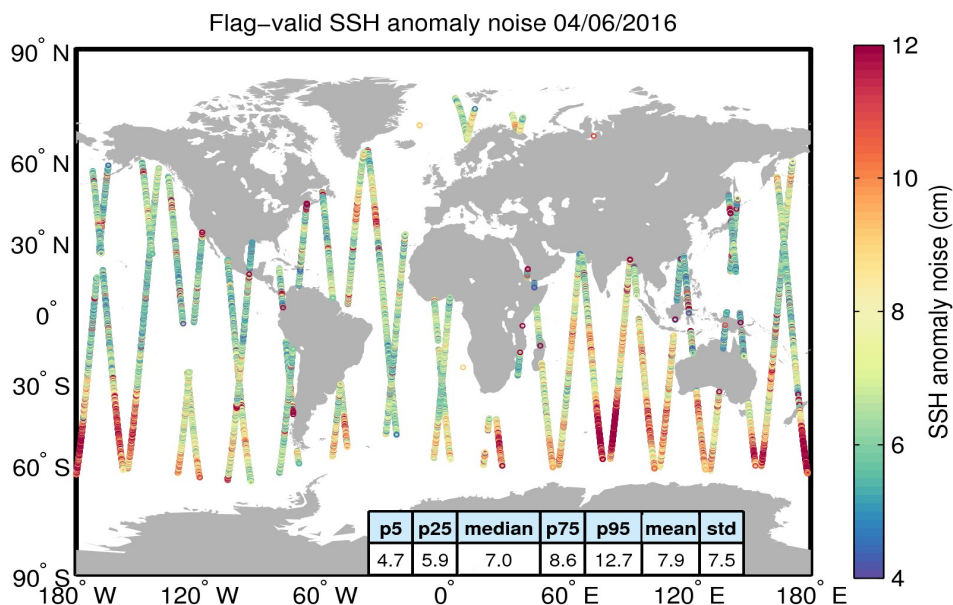 Flag−valid SSH anomaly noise 04/06/2016
90° N
60° N
30° N
0°
30° S
60° S
90° S
180° W 120° W 60° W 0° 60° E 120° E 180° E
p5 p25 median p75 p95 mean std
4.7 5.9 7.0 8.6 12.7 7.9 7.5
12
10
8
6
4
SSH anomaly noise (cm)